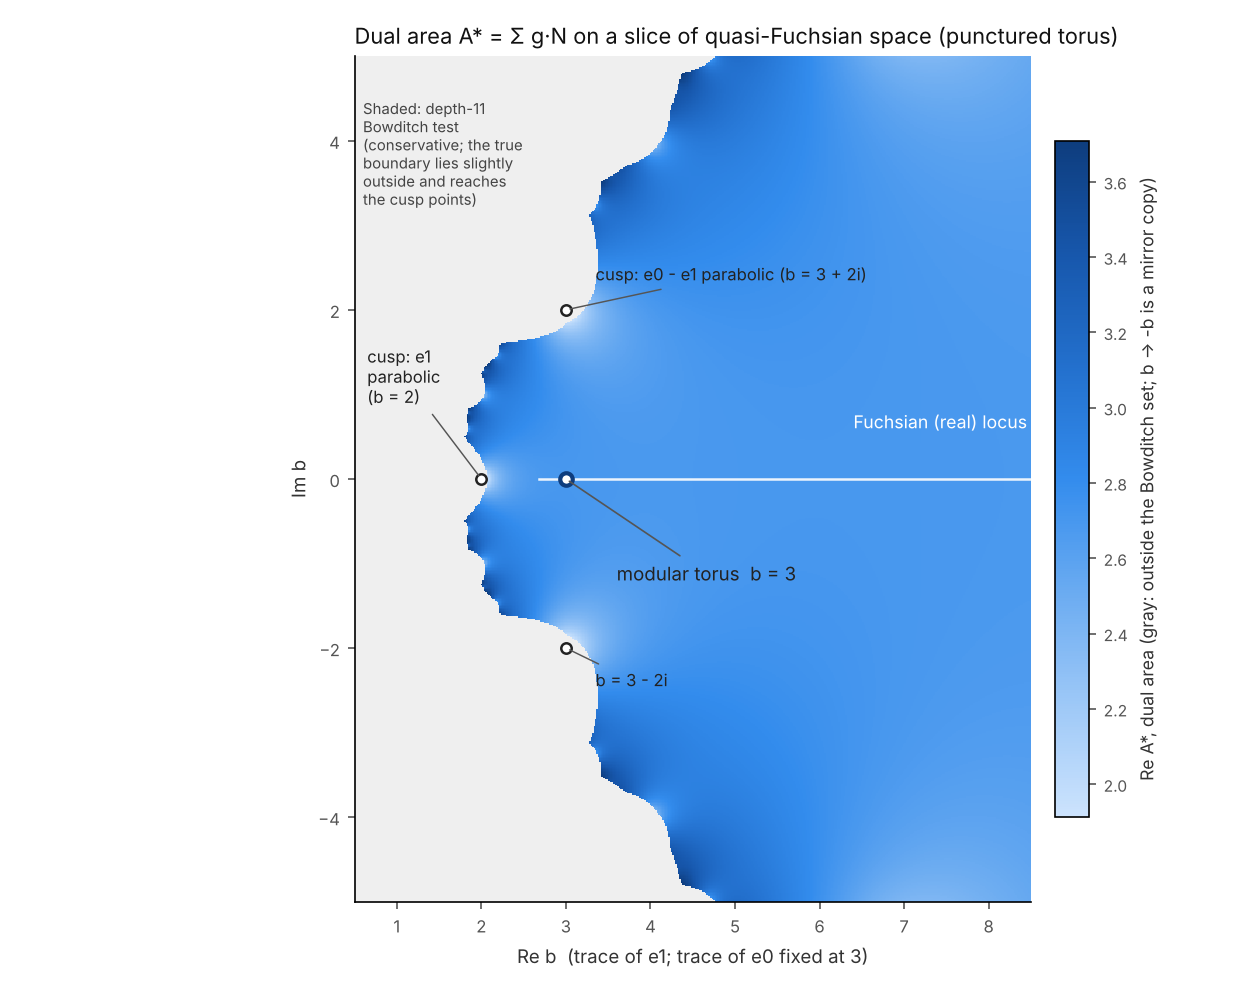 Dual area A* = Σ g·N on a slice of quasi-Fuchsian space (punctured torus)
Shaded: depth-11
Bowditch test
(conservative; the true
boundary lies slightly
outside and reaches
the cusp points)
cusp: e0 - e1 parabolic (b = 3 + 2i)
cusp: e1
parabolic
(b = 2)
Fuchsian (real) locus
modular torus b = 3
b = 3 - 2i
4
2
0
−2
−4
Im b
1
2
3
4
5
6
7
8
Re b (trace of e1; trace of e0 fixed at 3)
3.6
3.4
3.2
3.0
2.8
2.6
2.4
2.2
2.0
Re A*, dual area (gray: outside the Bowditch set; b → -b is a mirror copy)